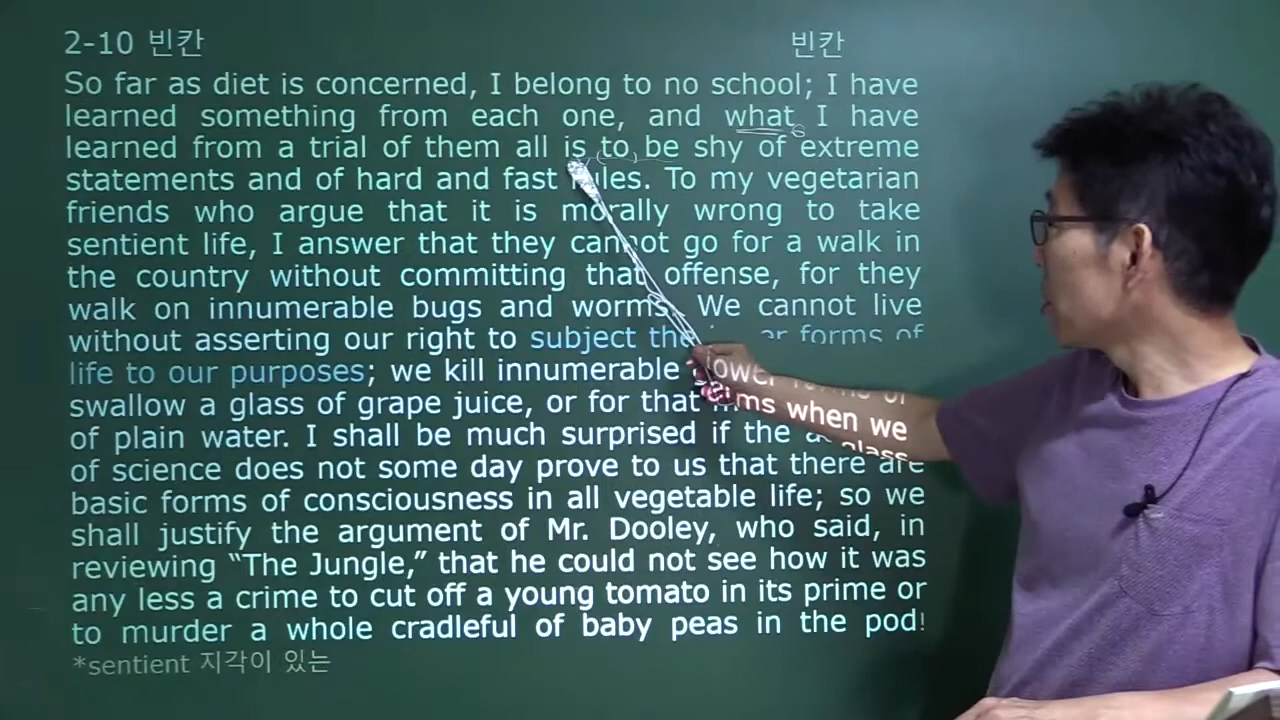 2-10 빈칸 빈칸
So far as diet is concerned, I belong to no school; I have
learned something from each one, and what I have
learned from a trial of them all is to be shy of extreme
statements and of hard and fast rules. To my vegetarian
friends who argue that it is morally wrong to take
sentient life, I answer that they cannot go for a walk in
the country without committing that offense, for they
walk on innumerable bugs and worms. We cannot live
without asserting our right to subject the lower forms of
life to our purposes; we kill innumerable germs when we
swallow a glass of grape juice, or for that glass
of plain water. I shall be much surprised if the
of science does not some day prove to us that there are
basic forms of consciousness in all vegetable life; so we
shall justify the argument of Mr. Dooley, who said, in
reviewing “The Jungle,” that he could not see how it was
any less a crime to cut off a young tomato in its prime or
to murder a whole cradleful of baby peas in the pod!
*sentient 지각이 있는